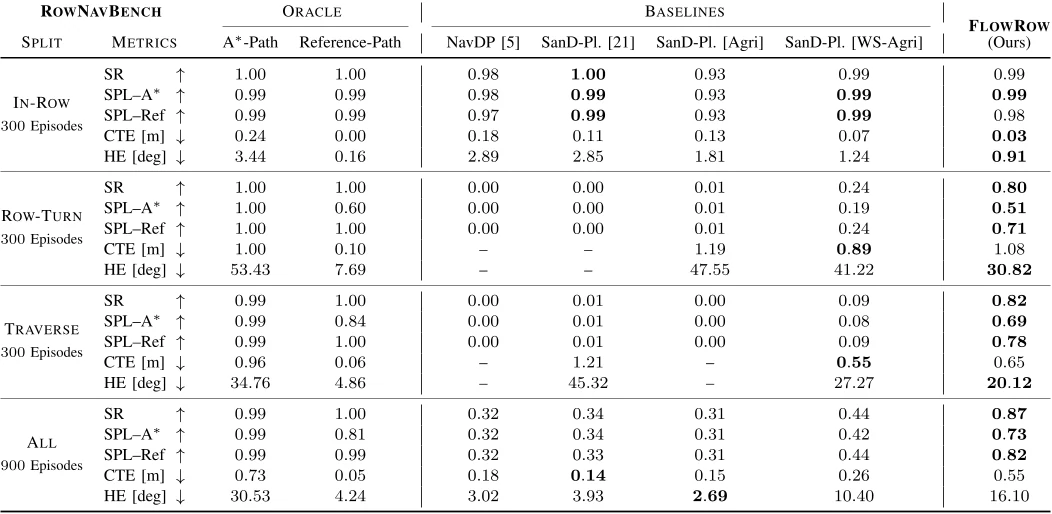 ROWNAVBENCH ORACLE BASELINES FLOWROW (Ours)
SPLIT METRICS A*-Path Reference-Path NavDP [5] SanD-Pl. [21] SanD-Pl. [Agri] SanD-Pl. [WS-Agri]
IN-ROW
300 Episodes
SR ↑ 1.00 1.00 0.98 1.00 0.93 0.99 0.99
SPL–A* ↑ 0.99 0.99 0.98 0.99 0.93 0.99 0.99
SPL–Ref ↑ 0.99 0.99 0.97 0.99 0.93 0.99 0.98
CTE [m] ↓ 0.24 0.00 0.18 0.11 0.13 0.07 0.03
HE [deg] ↓ 3.44 0.16 2.89 2.85 1.81 1.24 0.91
ROW-TURN
300 Episodes
SR ↑ 1.00 1.00 0.00 0.00 0.01 0.24 0.80
SPL–A* ↑ 1.00 0.60 0.00 0.00 0.01 0.19 0.51
SPL–Ref ↑ 1.00 1.00 0.00 0.00 0.01 0.24 0.71
CTE [m] ↓ 1.00 0.10 – – 1.19 0.89 1.08
HE [deg] ↓ 53.43 7.69 – – 47.55 41.22 30.82
TRAVERSE
300 Episodes
SR ↑ 0.99 1.00 0.00 0.01 0.00 0.09 0.82
SPL–A* ↑ 0.99 0.84 0.00 0.01 0.00 0.08 0.69
SPL–Ref ↑ 0.99 1.00 0.00 0.01 0.00 0.09 0.78
CTE [m] ↓ 0.96 0.06 – 1.21 – 0.55 0.65
HE [deg] ↓ 34.76 4.86 – 45.32 – 27.27 20.12
ALL
900 Episodes
SR ↑ 0.99 1.00 0.32 0.34 0.31 0.44 0.87
SPL–A* ↑ 0.99 0.81 0.32 0.34 0.31 0.42 0.73
SPL–Ref ↑ 0.99 0.99 0.32 0.33 0.31 0.44 0.82
CTE [m] ↓ 0.73 0.05 0.18 0.14 0.15 0.26 0.55
HE [deg] ↓ 30.53 4.24 3.02 3.93 2.69 10.40 16.10